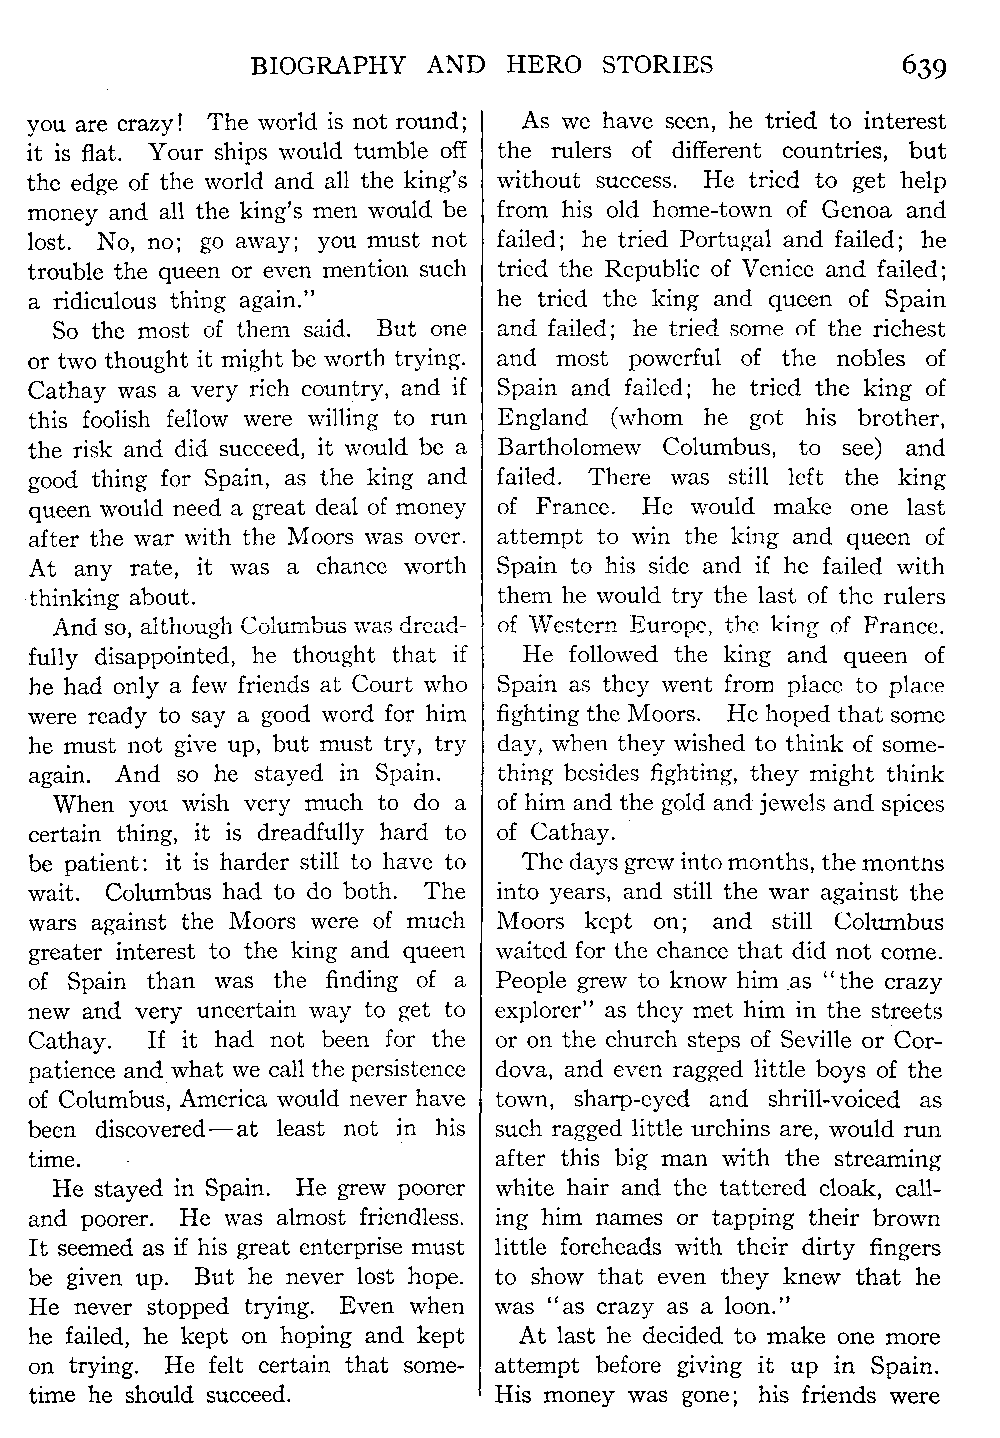 BIOGRAPHY AND HERO STORIES 639
you are crazy! The world is not round;
it is flat. Your ships would tumble off
the edge of the world and all the king's
money and all the king's men would be
lost. No, no; go away; you must not
trouble the queen or even mention such
a ridiculous thing again."
So the most of them said. But one
or two thought it might be worth trying.
Cathay was a very rich country, and if
this foolish fellow were willing to run
the risk and did succeed, it would be a
good thing for Spain, as the king and
queen would need a great deal of money
after the war with the Moors was over.
At any rate, it was a chance worth
thinking about.
And so, although Columbus was dread-
fully disappointed, he thought that if
he had only a few friends at Court who
were ready to say a good word for him
he must not give up, but must try, try
again. And so he stayed in Spain.
When you wish very much to do a
certain thing, it is dreadfully hard to
be patient: it is harder still to have to
wait. Columbus had to do both. The
wars against the Moors were of much
greater interest to the king and queen
of Spain than was the finding of a
new and very uncertain way to get to
Cathay. If it had not been for the
patience and what we call the persistence
of Columbus, America would never have
been discovered—at least not in his
time.
He stayed in Spain. He grew poorer
and poorer. He was almost friendless.
It seemed as if his great enterprise must
be given up. But he never lost hope.
He never stopped trying. Even when
he failed, he kept on hoping and kept
on trying. He felt certain that some-
time he should succeed.
As we have seen, he tried to interest
the rulers of different countries, but
without success. He tried to get help
from his old home-town of Genoa and
failed; he tried Portugal and failed; he
tried the Republic of Venice and failed;
he tried the king and queen of Spain
and failed; he tried some of the richest
and most powerful of the nobles of
Spain and failed; he tried the king of
England (whom he got his brother,
Bartholomew Columbus, to see) and
failed. There was still left the king
of France. He would make one last
attempt to win the king and queen of
Spain to his side and if he failed with
them he would try the last of the rulers
of Western Europe, the king of France.
He followed the king and queen of
Spain as they went from place to place
fighting the Moors. He hoped that some
day, when they wished to think of some-
thing besides fighting, they might think
of him and the gold and jewels and spices
of Cathay.
The days grew into months, the months
into years, and still the war against the
Moors kept on; and still Columbus
waited for the chance that did not come.
People grew to know him as "the crazy
explorer" as they met him in the streets
or on the church steps of Seville or Cor-
dova, and even ragged little boys of the
town, sharp-eyed and shrill-voiced as
such ragged little urchins are, would run
after this big man with the streaming
white hair and the tattered cloak, call-
ing him names or tapping their brown
little foreheads with their dirty fingers
to show that even they knew that he
was "as crazy as a loon."
At last he decided to make one more
attempt before giving it up in Spain.
His money was gone; his friends were